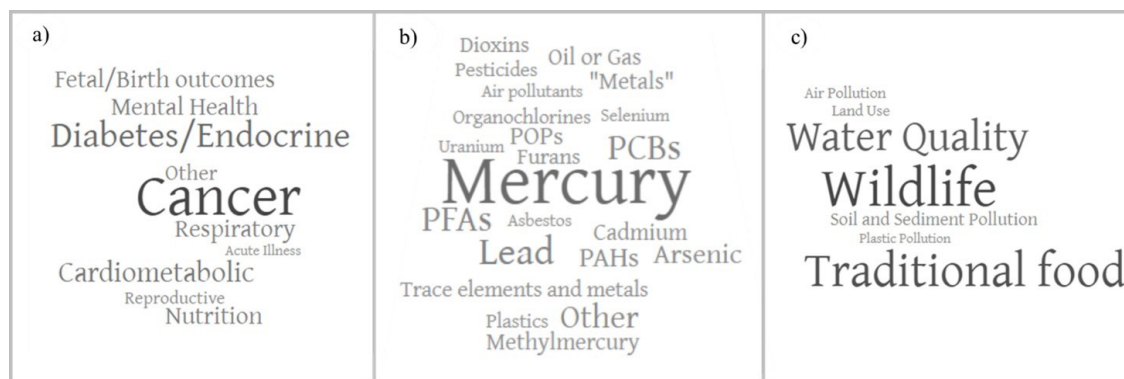 a)
Fetal/Birth outcomes
Mental Health
Diabetes/Endocrine
Other
Cancer
Respiratory
Acute Illness
Cardiometabolic
Reproductive
Nutrition
b)
Dioxins
Oil or Gas
Pesticides
"Metals"
Air pollutants
Organochlorines
Selenium
POPs
Uranium
Furans
PCBs
Mercury
PFAs
Asbestos
Cadmium
Lead
PAHs
Arsenic
Trace elements and metals
Plastics
Other
Methylmercury
c)
Air Pollution
Land Use
Water Quality
Wildlife
Soil and Sediment Pollution
Plastic Pollution
Traditional food